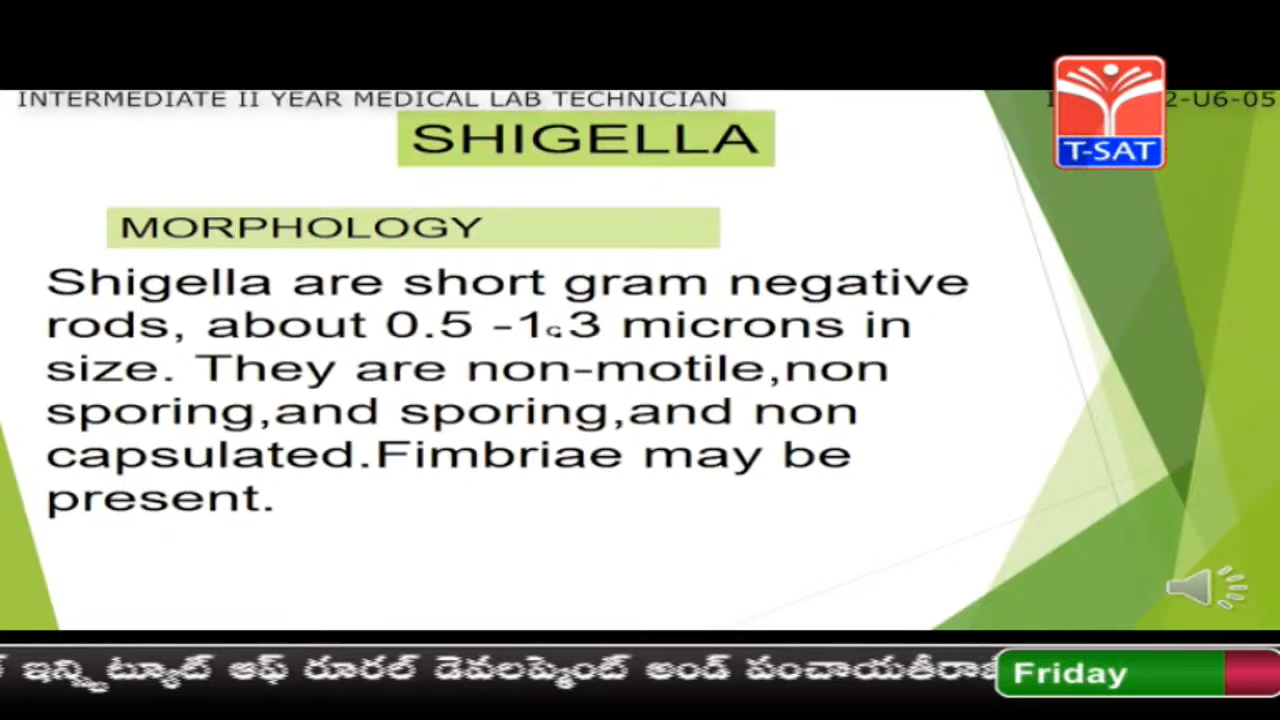 INTERMEDIATE II YEAR MEDICAL LAB TECHNICIAN
2-U6-05
T-SAT
SHIGELLA
MORPHOLOGY
Shigella are short gram negative
rods, about 0.5 -1c3 microns in
size. They are non-motile,non
sporing,and sporing,and non
capsulated.Fimbriae may be
present.
ఇన్స్టిట్యూట్ ఆఫ్ రూరల్ డెవలప్మెంట్ అండ్ పంచాయతీరాజ్
Friday